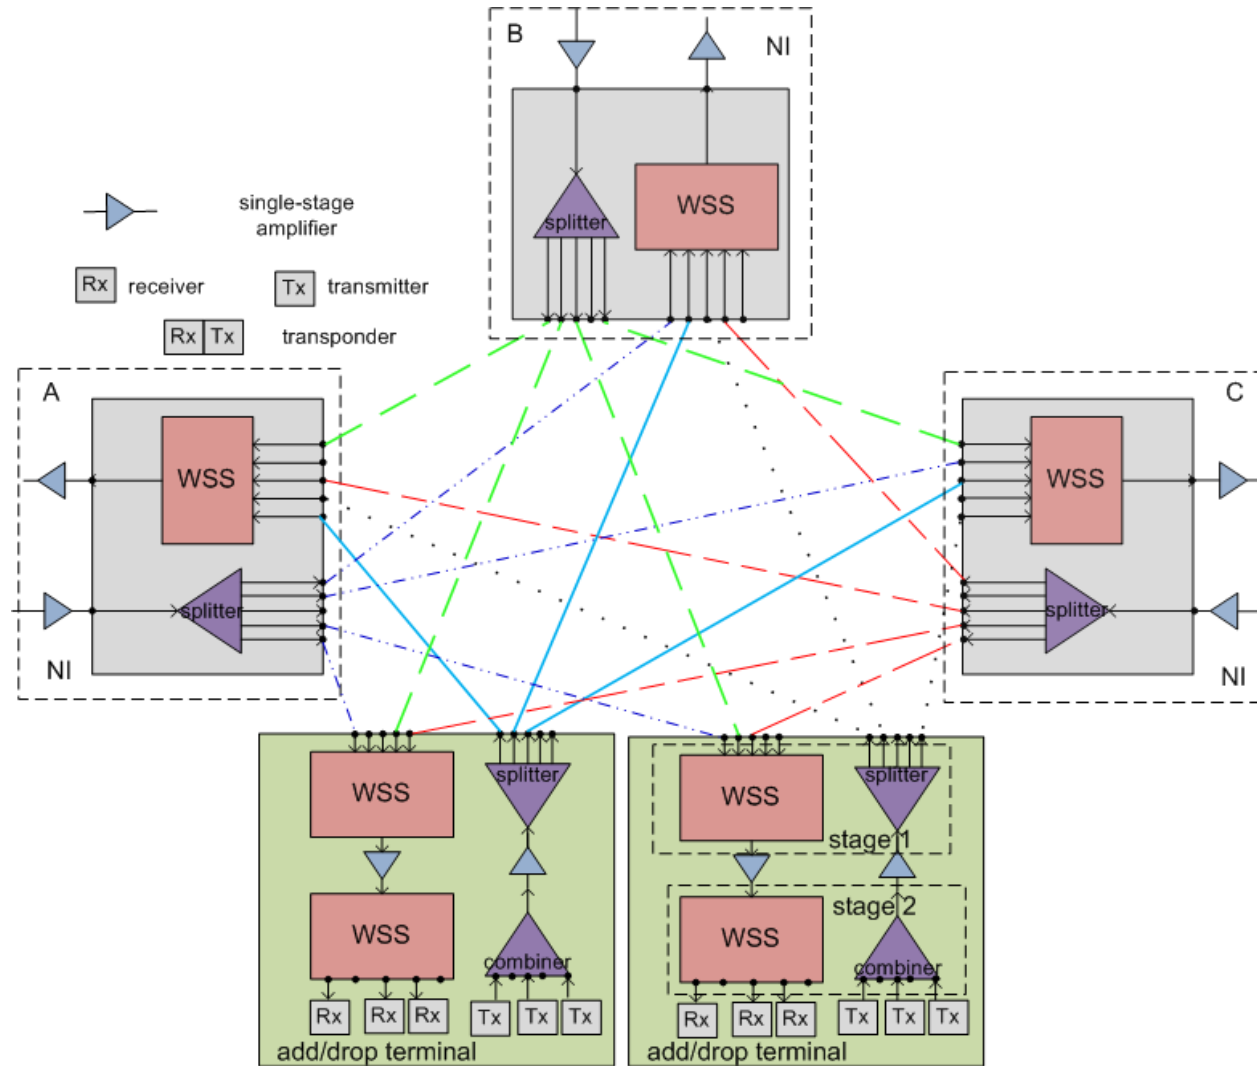 B
NI
splitter
WSS
single-stage
amplifier
Rx
receiver
Tx
transmitter
Rx Tx
transponder
A
WSS
splitter
NI
C
WSS
splitter
NI
WSS
splitter
WSS
combiner
Rx Rx Rx Tx Tx Tx
add/drop terminal
WSS
splitter
stage 1
stage 2
WSS
combiner
Rx Rx Rx Tx Tx Tx
add/drop terminal